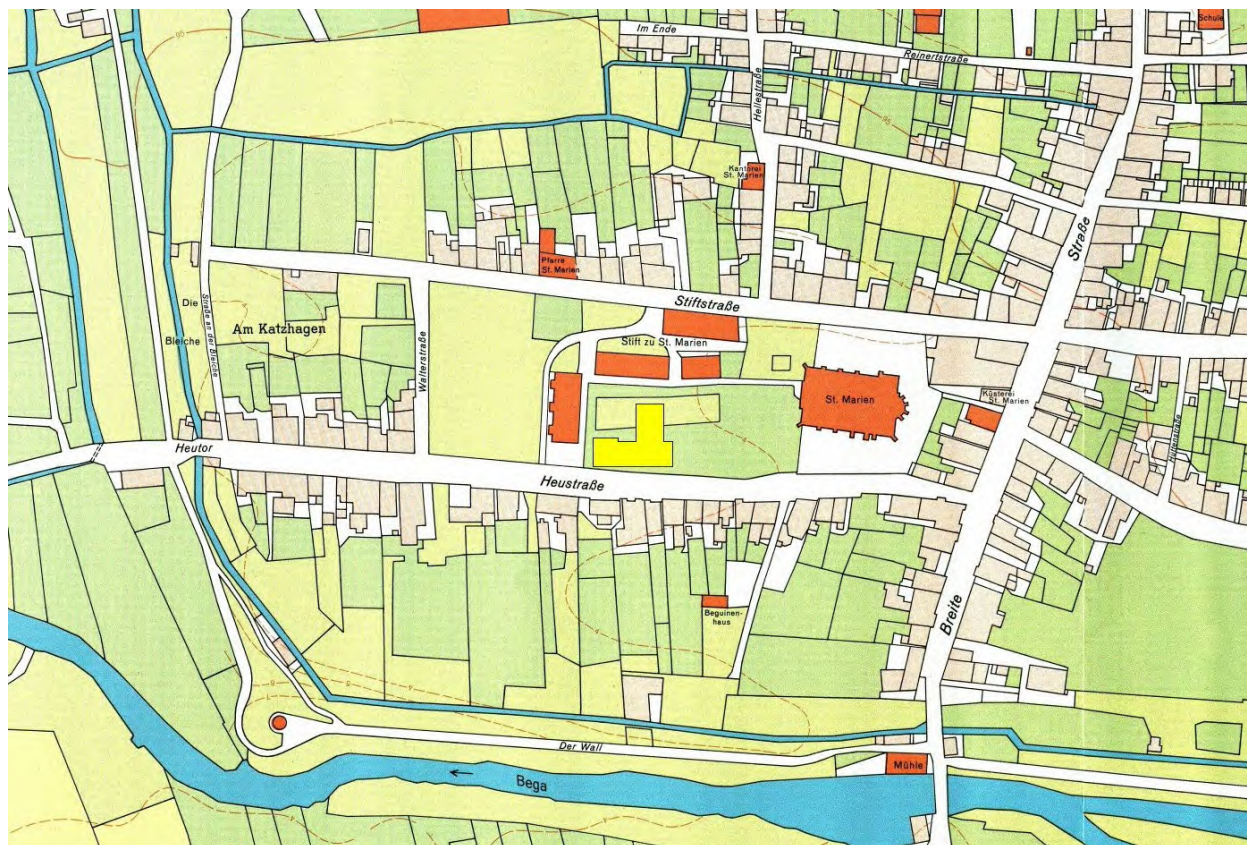 Schule
Im Ende
Reinertstraße
Hellestraße
95
95
Kantorei
St. Marien
Straße
Pfarre
St. Marien
Stiftstraße
Die
Bleiche
Straße an der Bleiche
Am Katzhagen
Walterstraße
Stift zu St. Marien
St. Marien
Küsterei
St. Marien
Heutor
Heustraße
Breite
Beguinen-
haus
Der Wall
Mühle
Bega